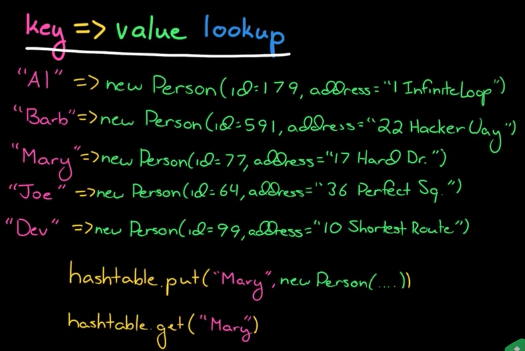 key => value lookup
"Al" => new Person(id=179, address="1 InfiniteLoop")
"Barb" => new Person(id=591, address="22 Hacker Way")
"Mary" => new Person(id=77, address="17 Hard Dr.")
"Joe" => new Person(id=64, address="36 Perfect Sq.")
"Dev" => new Person(id=99, address="10 Shortest Route")
hashtable.put("Mary", new Person(....))
hashtable.get("Mary")